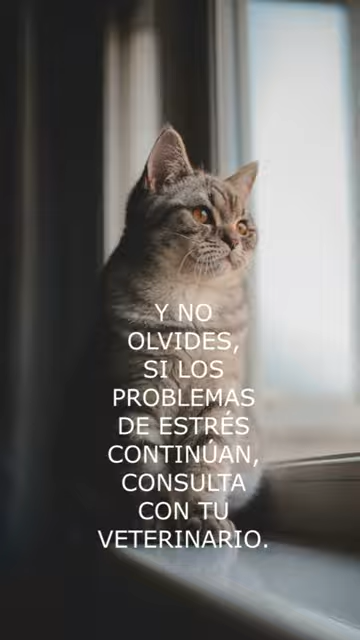 Y NO
OLVIDES,
SI LOS
PROBLEMAS
DE ESTRÉS
CONTINÚAN,
CONSULTA
CON TU
VETERINARIO.